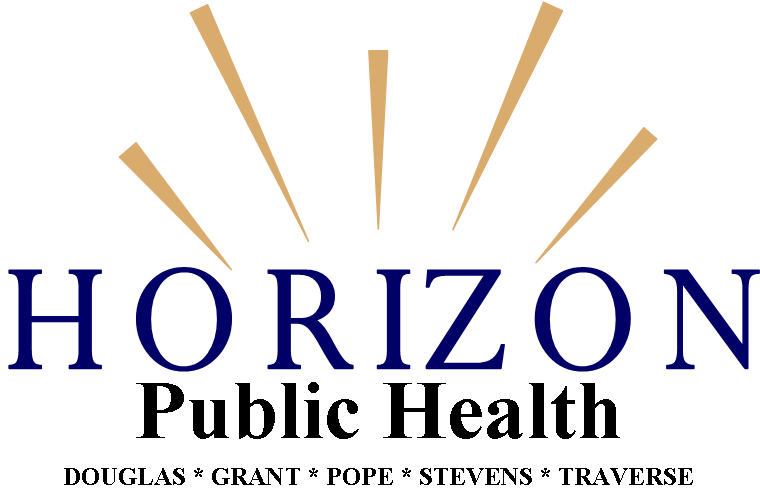 HORIZON
Public Health
DOUGLAS * GRANT * POPE * STEVENS * TRAVERSE